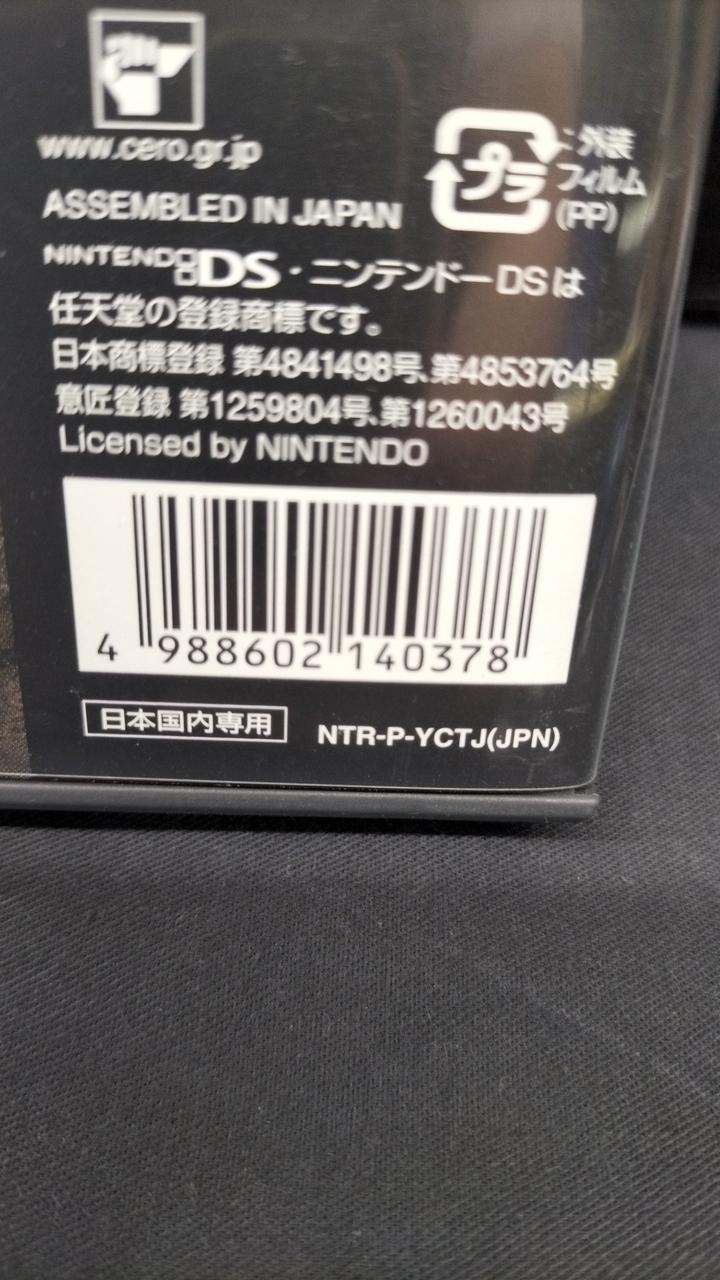 www.cero.gr.jp
プラ
:外装
フィルム
(PP)
ASSEMBLED IN JAPAN
NINTENDO DS・ニンテンドーDSは
任天堂の登録商標です。
日本商標登録 第4841498号、第4853764号
意匠登録 第1259804号、第1260043号
Licensed by NINTENDO
4 988602 140378
日本国内専用
NTR-P-YCTJ(JPN)